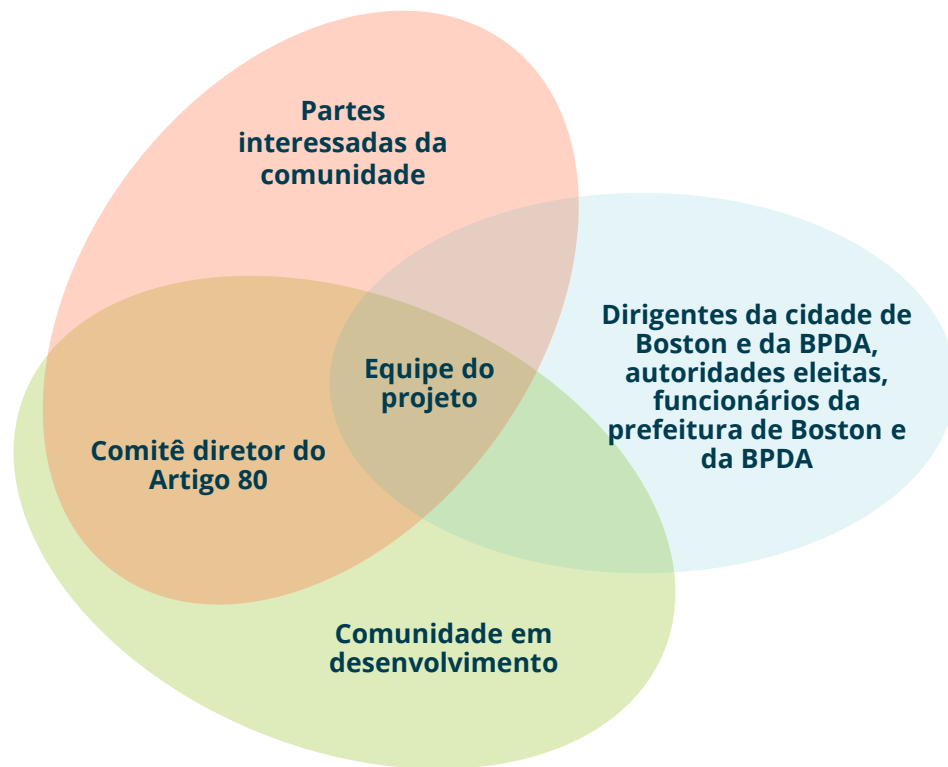 Partes
interessadas da
comunidade
Dirigentes da cidade de
Boston e da BPDA,
autoridades eleitas,
funcionários da
prefeitura de Boston e
da BPDA
Equipe do
projeto
Comitê diretor do
Artigo 80
Comunidade em
desenvolvimento